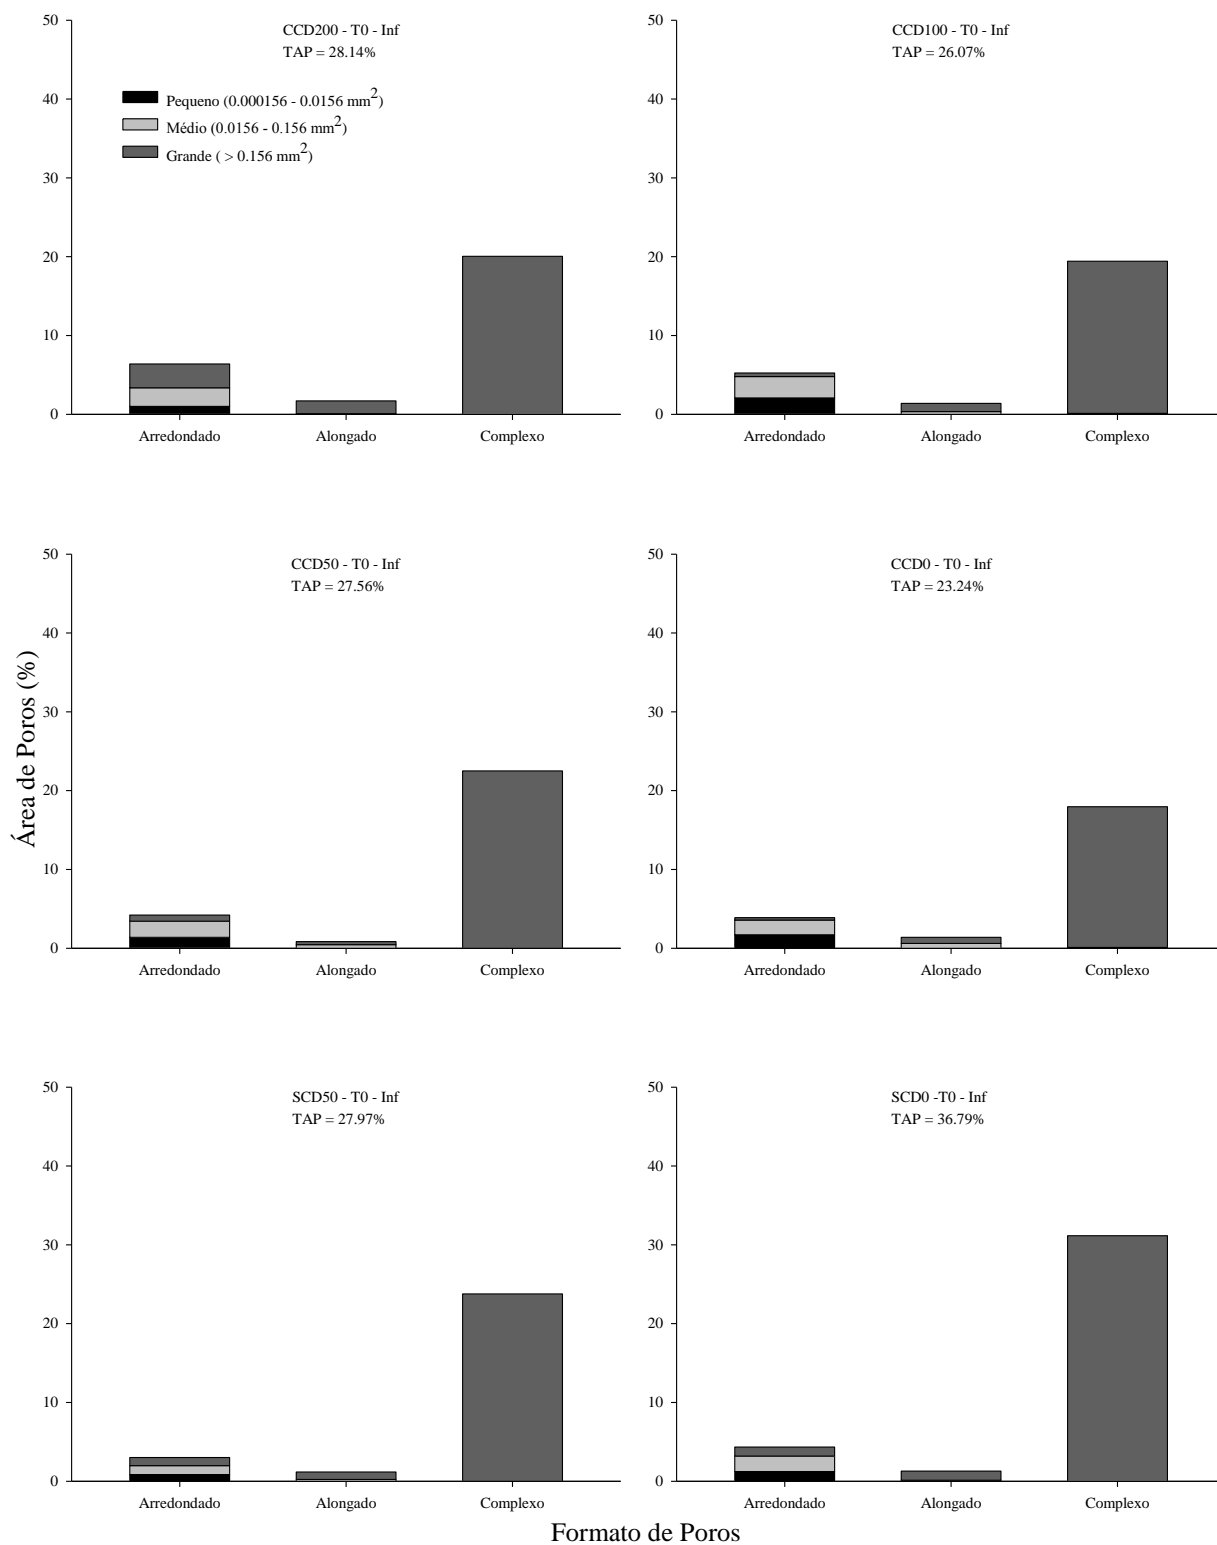 CCD200 - T0 - Inf
TAP = 28.14%
Pequeno (0.000156 - 0.0156 mm²)
Médio (0.0156 - 0.156 mm²)
Grande ( > 0.156 mm²)
50
40
30
20
10
0
Arredondado Alongado Complexo
CCD100 - T0 - Inf
TAP = 26.07%
50
40
30
20
10
0
Arredondado Alongado Complexo
Área de Poros (%)
CCD50 - T0 - Inf
TAP = 27.56%
50
40
30
20
10
0
Arredondado Alongado Complexo
CCD0 - T0 - Inf
TAP = 23.24%
50
40
30
20
10
0
Arredondado Alongado Complexo
SCD50 - T0 - Inf
TAP = 27.97%
50
40
30
20
10
0
Arredondado Alongado Complexo
SCD0 -T0 - Inf
TAP = 36.79%
50
40
30
20
10
0
Arredondado Alongado Complexo
Formato de Poros